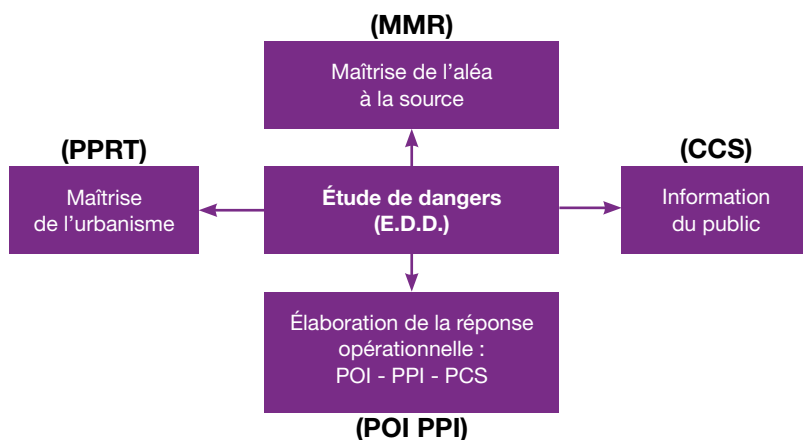 (MMR)
Maîtrise de l’aléa
à la source
(PPRT)
Maîtrise
de l’urbanisme
Étude de dangers
(E.D.D.)
(CCS)
Information
du public
Élaboration de la réponse
opérationnelle :
POI - PPI - PCS
(POI PPI)